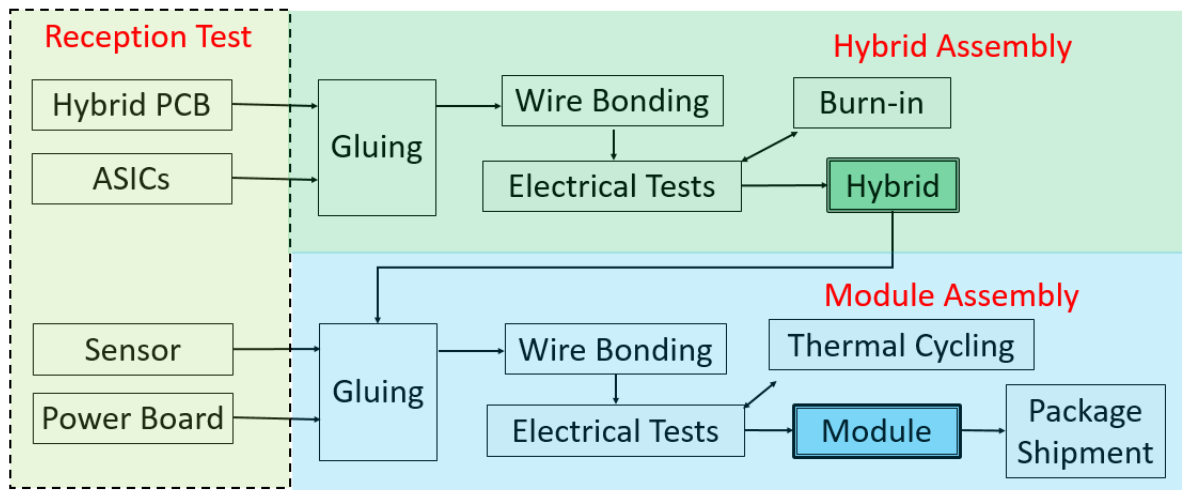 Reception Test
Hybrid Assembly
Hybrid PCB
ASICs
Gluing
Wire Bonding
Burn-in
Electrical Tests
Hybrid
Module Assembly
Sensor
Power Board
Gluing
Wire Bonding
Thermal Cycling
Electrical Tests
Module
Package
Shipment